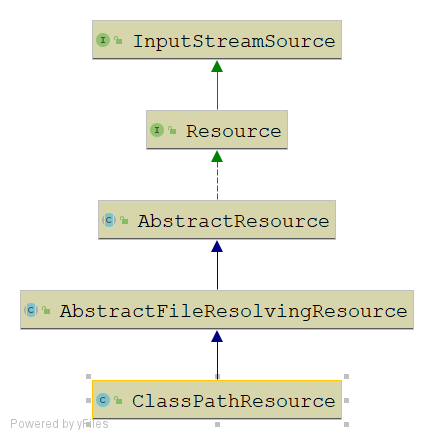 InputStreamSource
Resource
AbstractResource
AbstractFileResolvingResource
ClassPathResource
Powered by yFiles